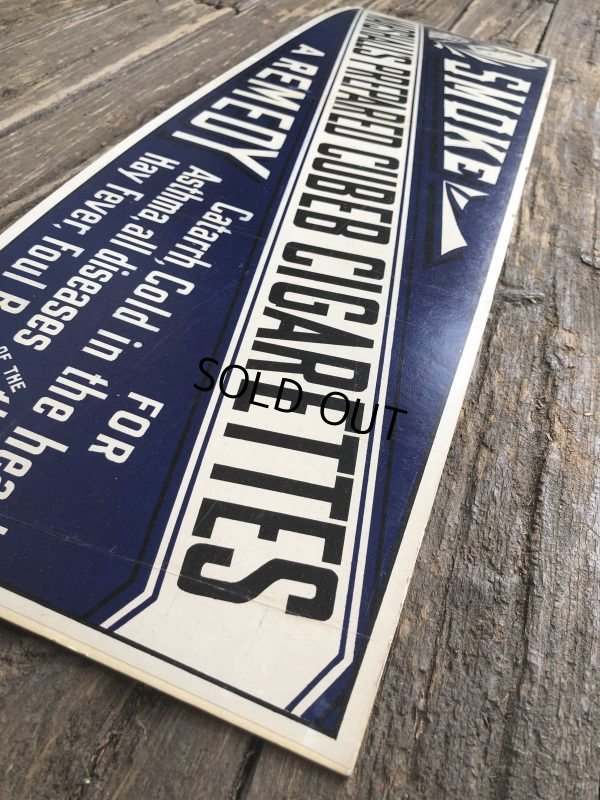 SMOKE
PREPARED CUBEB CIGARETTES
A REMEDY
FOR
Catarrh, Cold in the
Asthma, all diseases OF THE
Hay Fever, Foul
SOLD OUT